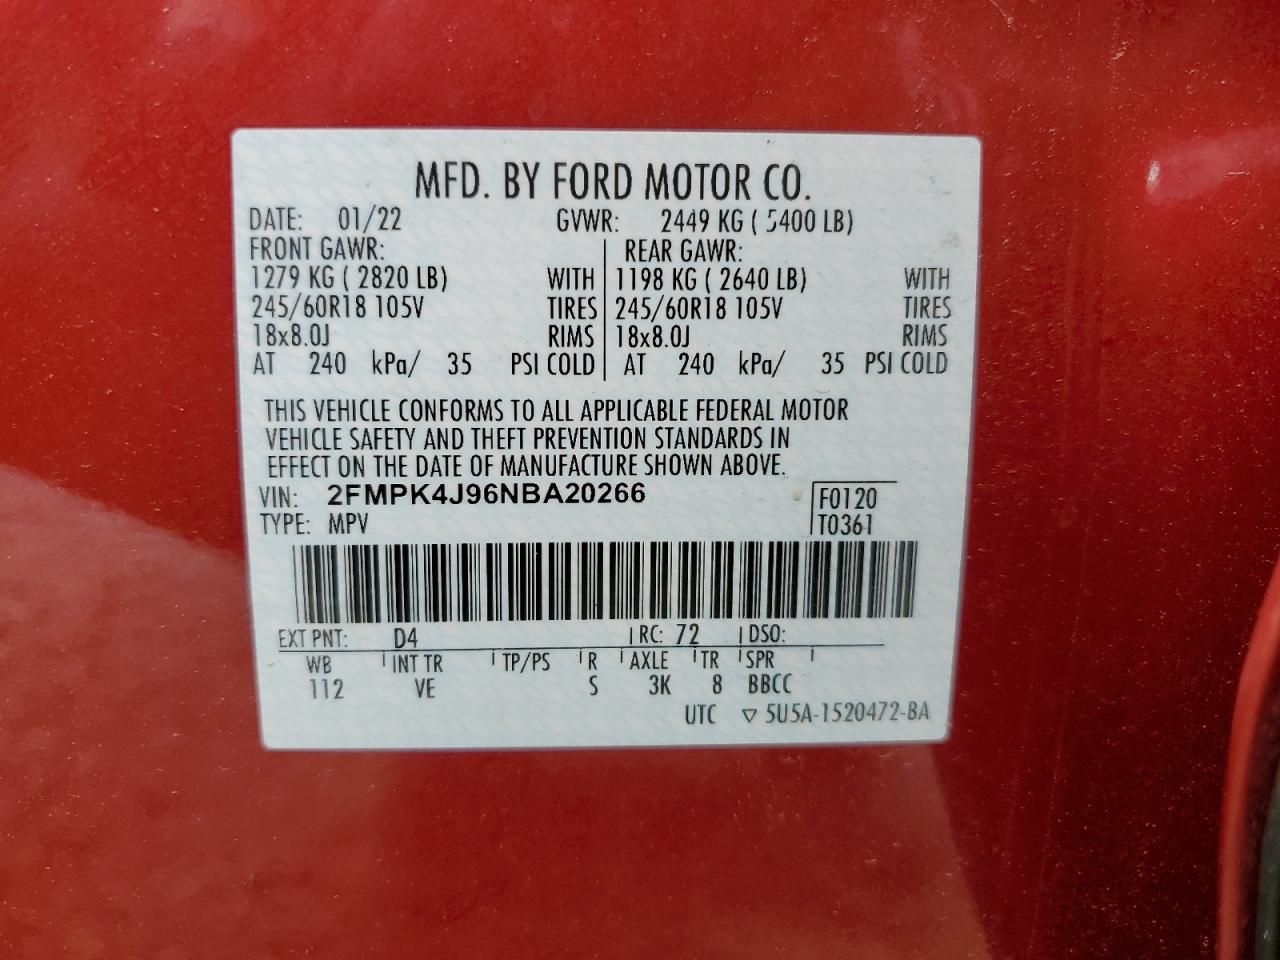 MFD. BY FORD MOTOR CO.
DATE: 01/22 GVWR: 2449 KG ( 5400 LB)
FRONT GAWR: REAR GAWR:
1279 KG ( 2820 LB) WITH 1198 KG ( 2640 LB) WITH
245/60R18 105V TIRES 245/60R18 105V TIRES
18x8.0J RIMS 18x8.0J RIMS
AT 240 kPa/ 35 PSI COLD AT 240 kPa/ 35 PSI COLD
THIS VEHICLE CONFORMS TO ALL APPLICABLE FEDERAL MOTOR
VEHICLE SAFETY AND THEFT PREVENTION STANDARDS IN
EFFECT ON THE DATE OF MANUFACTURE SHOWN ABOVE.
VIN: 2FMPK4J96NBA20266 F0120
TYPE: MPV T0361
EXT PNT: D4 RC: 72 DSO:
WB INT TR TP/PS R AXLE TR SPR
112 VE S 3K 8 BBCC
UTC ▽ 5U5A-1520472-BA